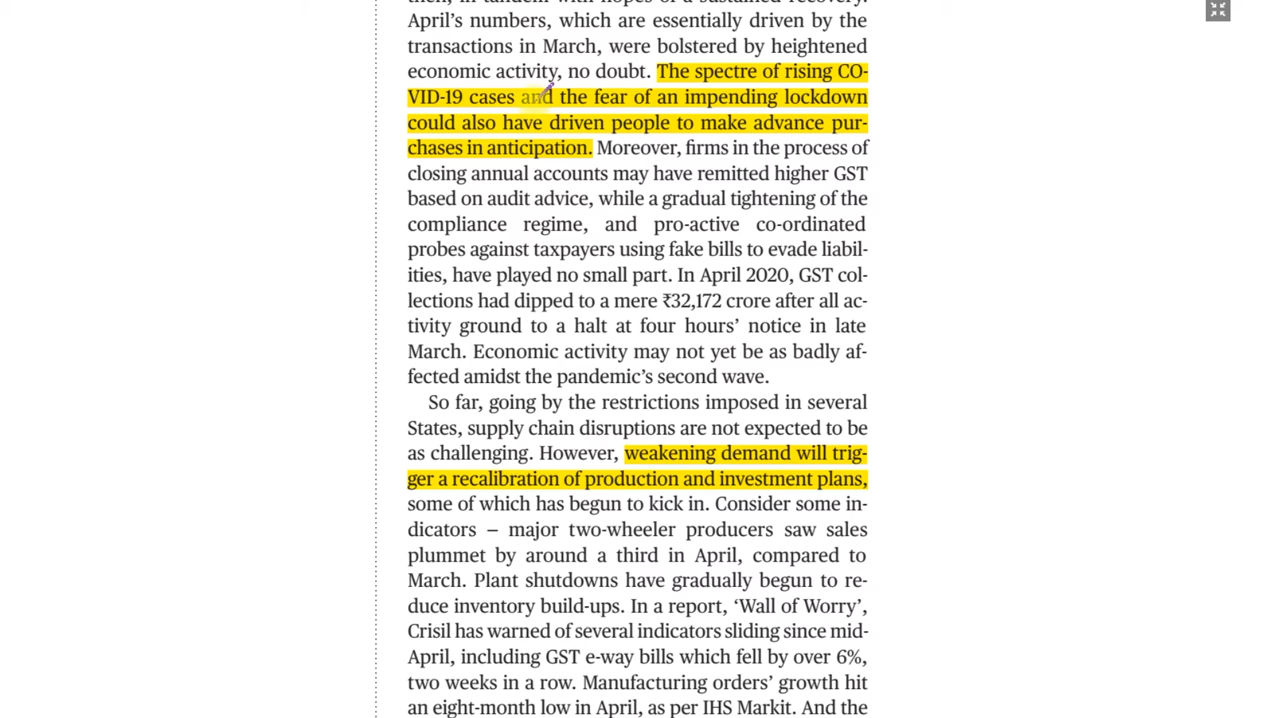 then, in tandem with hopes of a sustained recovery.
April’s numbers, which are essentially driven by the
transactions in March, were bolstered by heightened
economic activity, no doubt. The spectre of rising CO-
VID-19 cases and the fear of an impending lockdown
could also have driven people to make advance pur-
chases in anticipation. Moreover, firms in the process of
closing annual accounts may have remitted higher GST
based on audit advice, while a gradual tightening of the
compliance regime, and pro-active co-ordinated
probes against taxpayers using fake bills to evade liabil-
ities, have played no small part. In April 2020, GST col-
lections had dipped to a mere ₹32,172 crore after all ac-
tivity ground to a halt at four hours’ notice in late
March. Economic activity may not yet be as badly af-
fected amidst the pandemic’s second wave.
So far, going by the restrictions imposed in several
States, supply chain disruptions are not expected to be
as challenging. However, weakening demand will trig-
ger a recalibration of production and investment plans,
some of which has begun to kick in. Consider some in-
dicators – major two-wheeler producers saw sales
plummet by around a third in April, compared to
March. Plant shutdowns have gradually begun to re-
duce inventory build-ups. In a report, ‘Wall of Worry’,
Crisil has warned of several indicators sliding since mid-
April, including GST e-way bills which fell by over 6%,
two weeks in a row. Manufacturing orders’ growth hit
an eight-month low in April, as per IHS Markit. And the